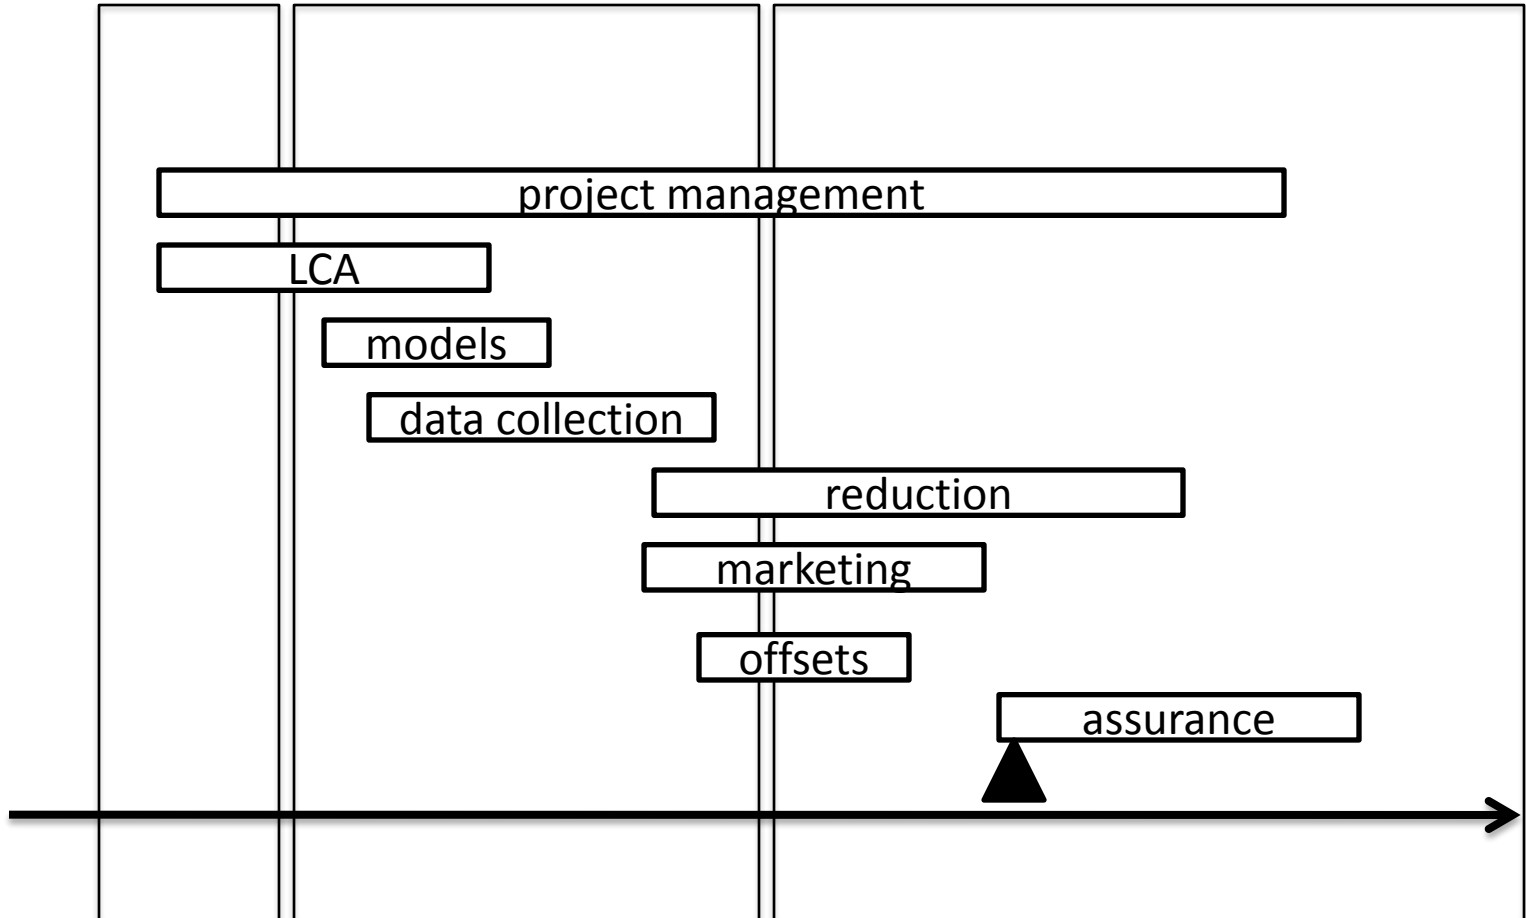 project management
LCA
models
data collection
reduction
marketing
offsets
assurance